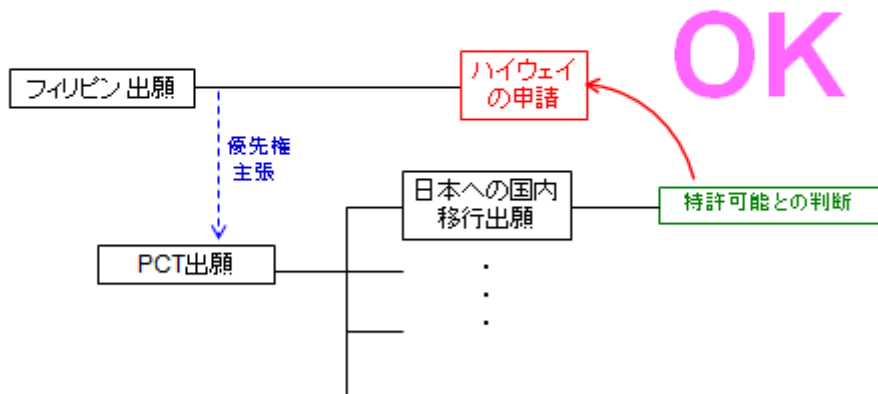 OK
フィリピン出願
ハイウェイ
の申請
優先権
主張
日本への国内
移行出願
特許可能との判断
PCT出願